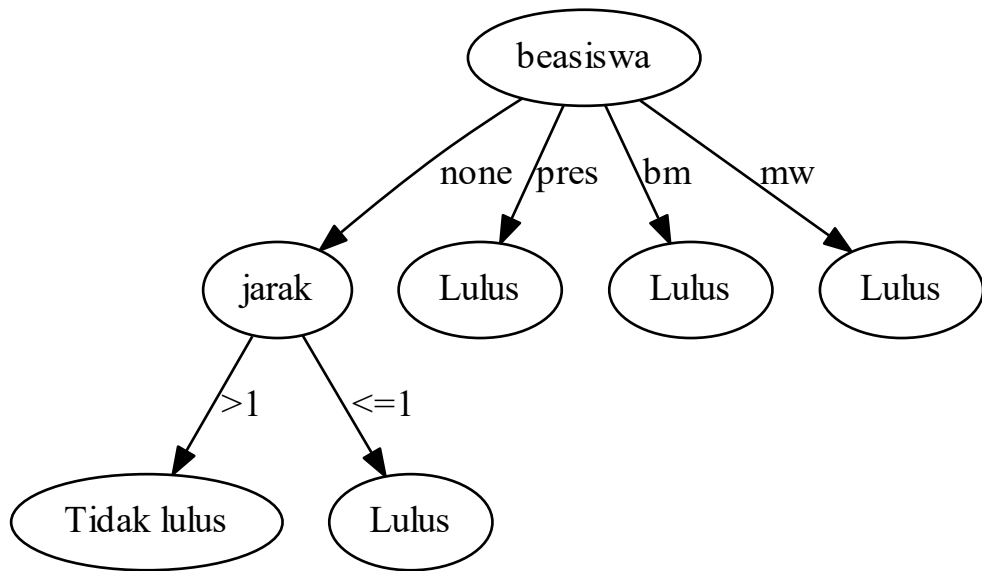 beasiswa
none
pres
bm
mw
jarak
Lulus
Lulus
Lulus
>1
<=1
Tidak lulus
Lulus